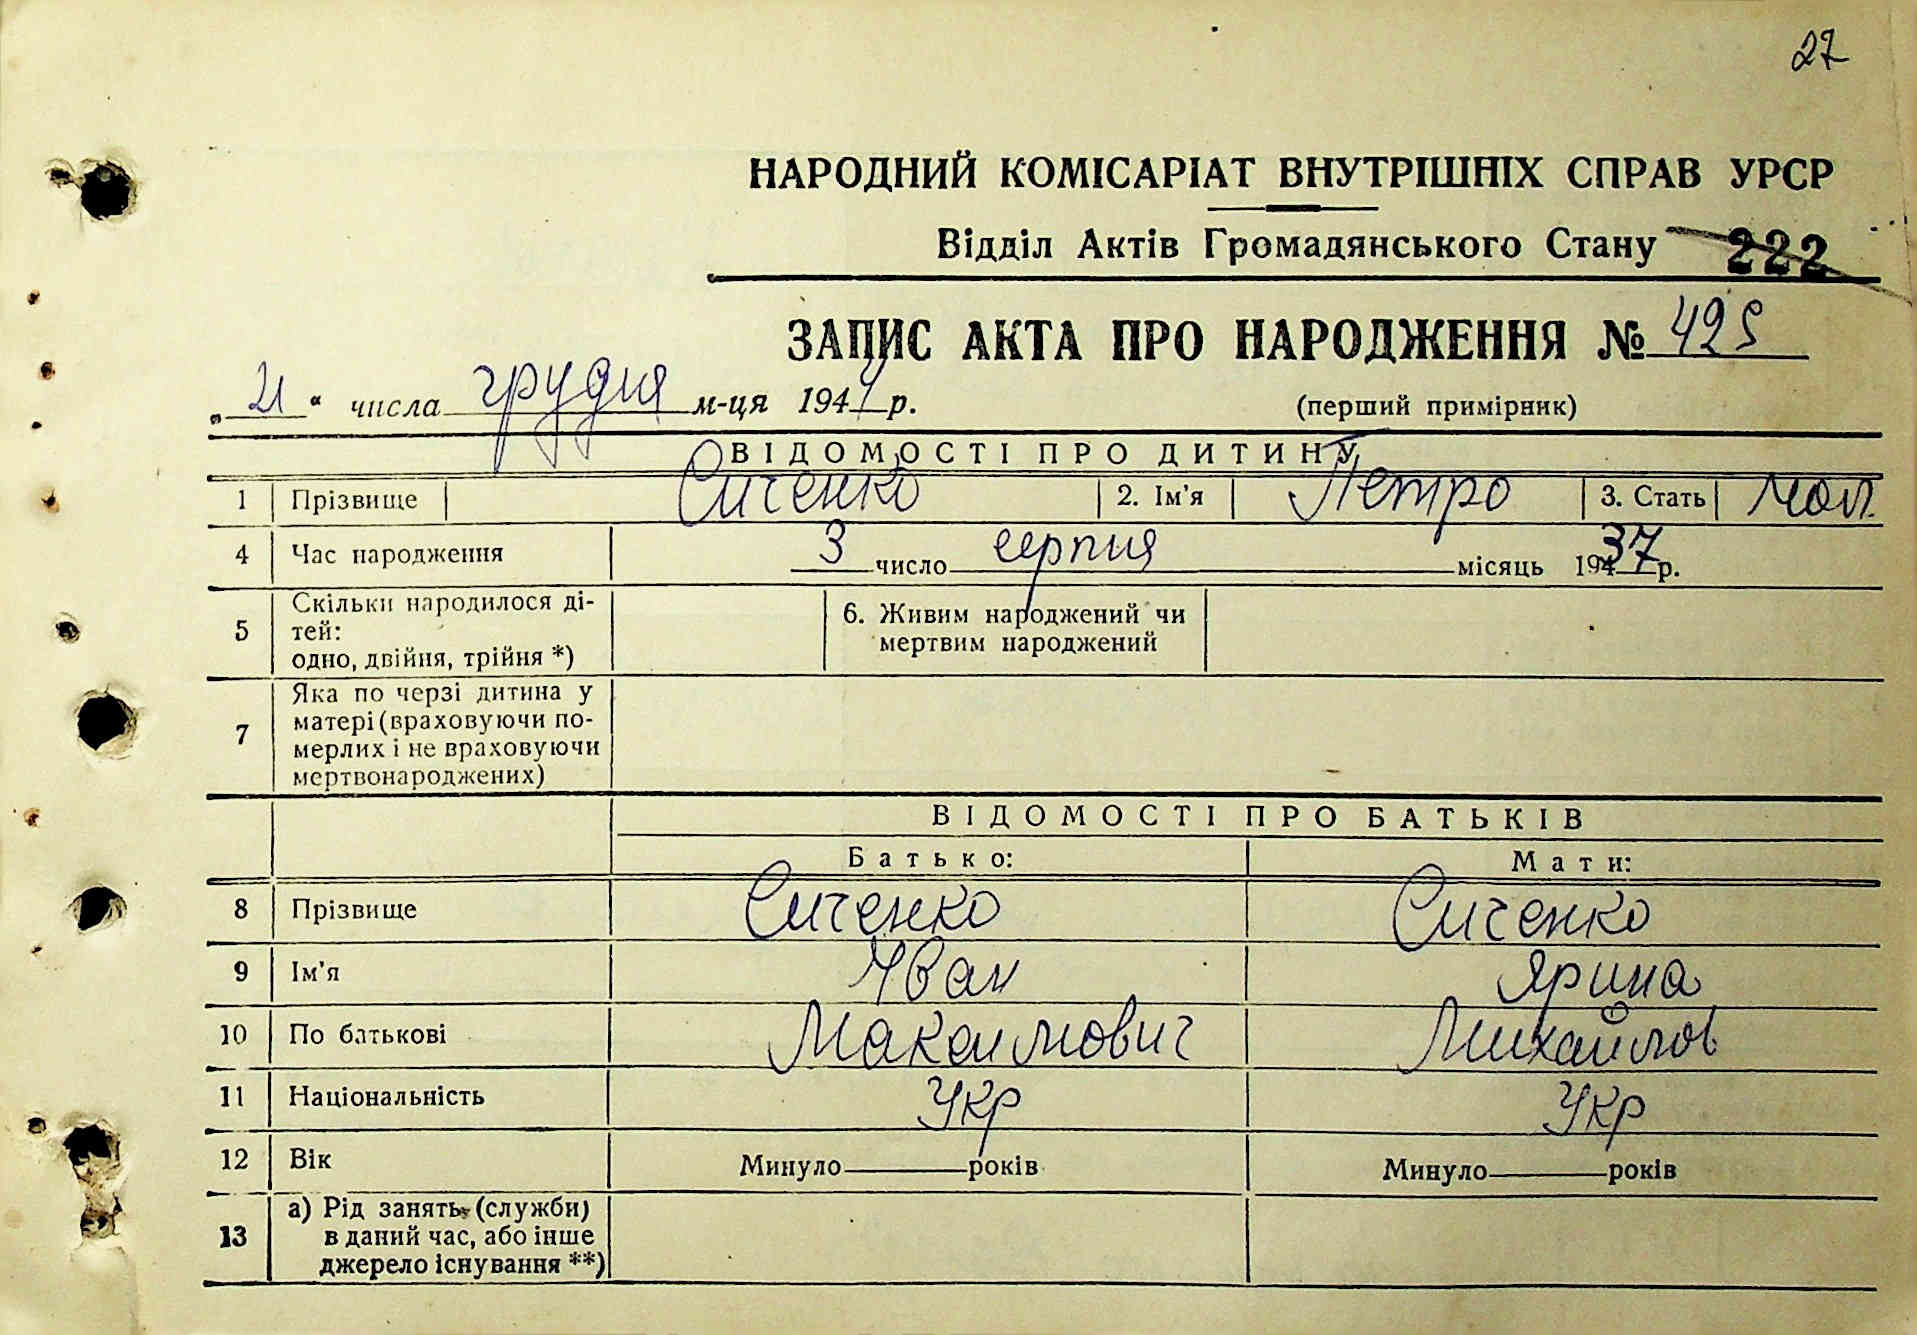 27
НАРОДНИЙ КОМІСАРІАТ ВНУТРІШНІХ СПРАВ УРСР
Відділ Актів Громадянського Стану 222
ЗАПИС АКТА ПРО НАРОДЖЕННЯ № 425
„21“ числа грудня м-ця 1944 р. (перший примірник)
ВІДОМОСТІ ПРО ДИТИНУ
1 Прізвище Сиченко 2. Ім'я Петро 3. Стать чол.
4 Час народження 3 число серпня місяць 1937 р.
5 Скільки народилося ді-
тей:
одно, двійня, трійня *)
6. Живим народжений чи
мертвим народжений
7 Яка по черзі дитина у
матері (враховуючи по-
мерлих і не враховуючи
мертвонароджених)
ВІДОМОСТІ ПРО БАТЬКІВ
Батько: Мати:
8 Прізвище Сиченко Сиченко
9 Ім'я Іван Ярина
10 По батькові Максимович Михайлов
11 Національність Укр Укр
12 Вік Минуло років Минуло років
13 а) Рід занять (служби)
в даний час, або інше
джерело існування **)